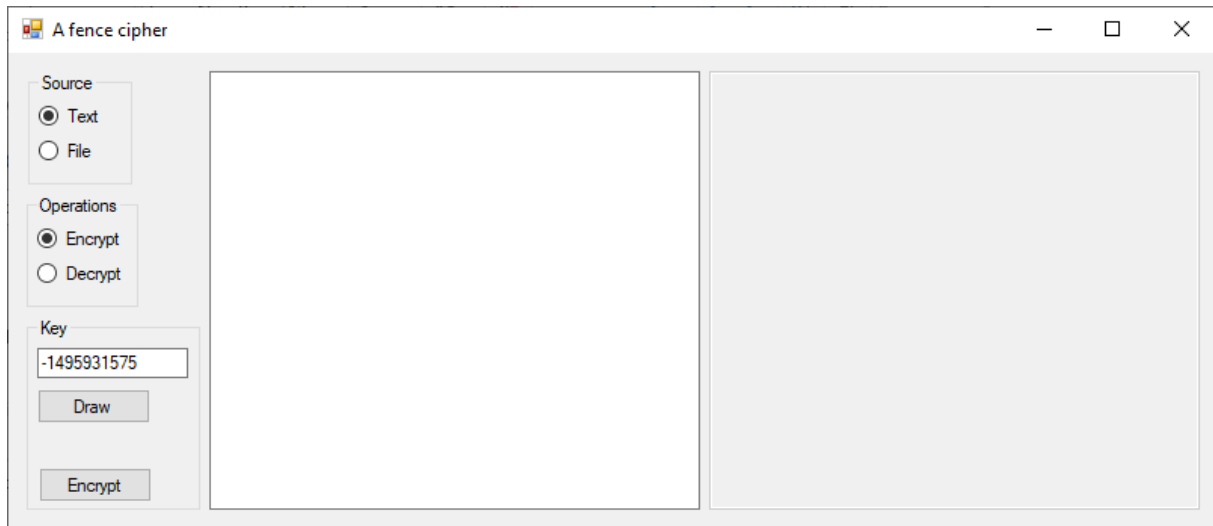 A fence cipher
Source
Text
File
Operations
Encrypt
Decrypt
Key
-1495931575
Draw
Encrypt